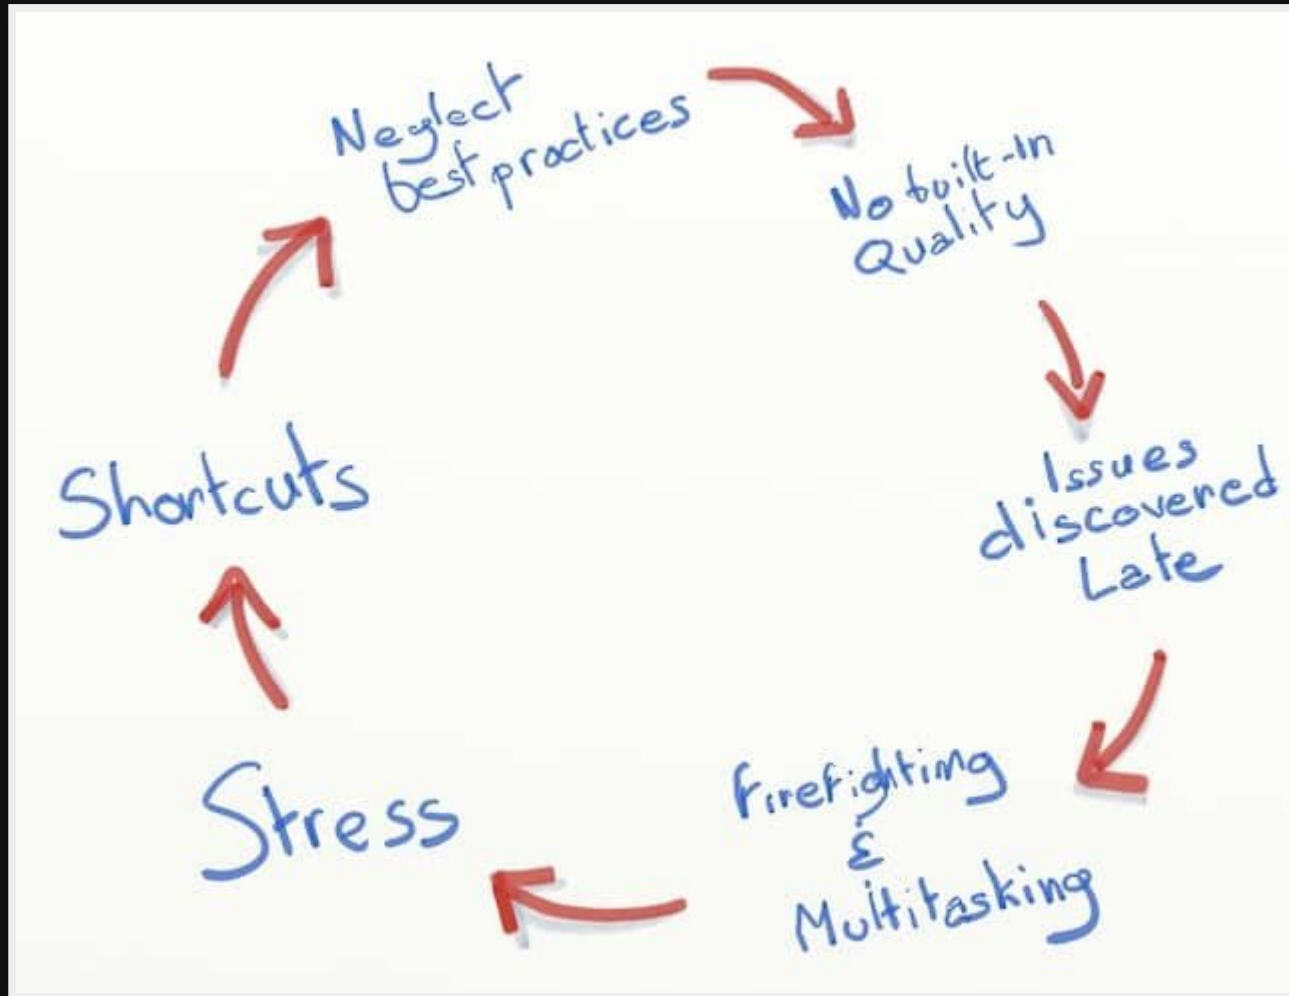 Neglect
best practices
No built-In
Quality
Issues
discovered
Late
Firefighting
&
Multitasking
Stress
Shortcuts